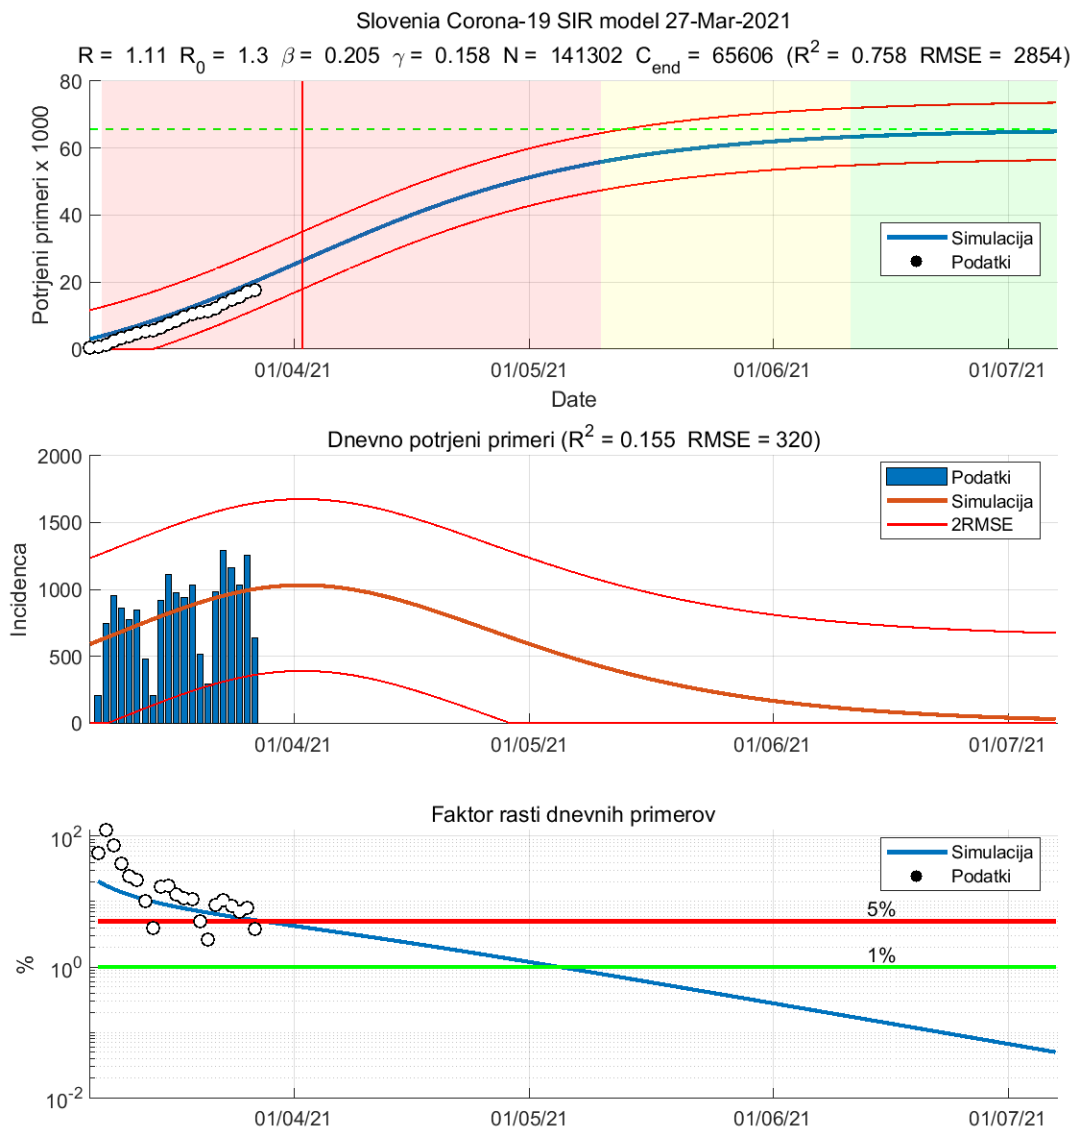 Slovenia Corona-19 SIR model 27-Mar-2021
R = 1.11 R0 = 1.3 β = 0.205 γ = 0.158 N = 141302 Cend = 65606 (R2 = 0.758 RMSE = 2854)
Potrjeni primeri x 1000
80
60
40
20
0
Simulacija
Podatki
01/04/21 01/05/21 01/06/21 01/07/21
Date
Dnevno potrjeni primeri (R2 = 0.155 RMSE = 320)
Incidenca
2000
1500
1000
500
0
Podatki
Simulacija
2RMSE
01/04/21 01/05/21 01/06/21 01/07/21
Faktor rasti dnevnih primerov
%
10^2
10^0
10^-2
Simulacija
Podatki
5%
1%
01/04/21 01/05/21 01/06/21 01/07/21